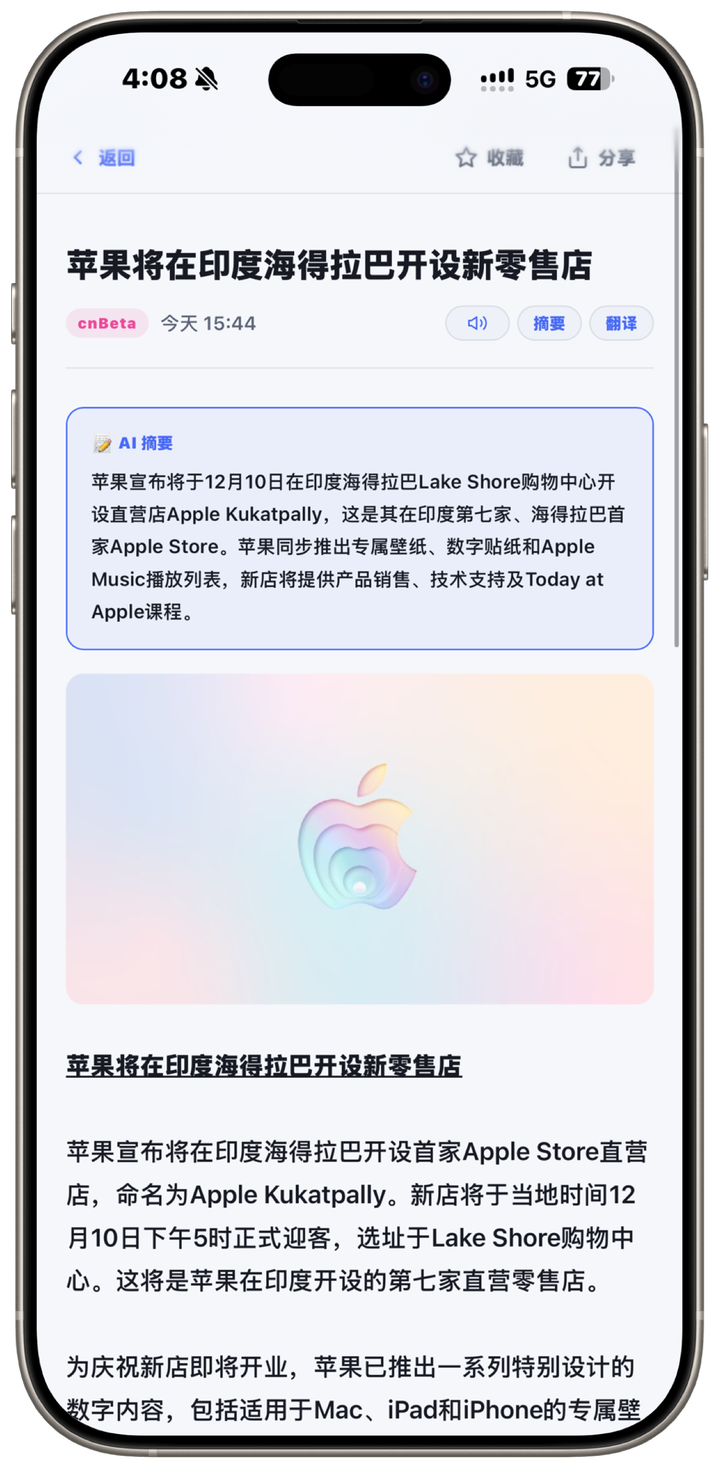 4:08
5G
77
返回
收藏
分享
苹果将在印度海得拉巴开设新零售店
cnBeta
今天 15:44
摘要
翻译
AI 摘要
苹果宣布将于12月10日在印度海得拉巴Lake Shore购物中心开
设直营店Apple Kukatpally，这是其在印度第七家、海得拉巴首
家Apple Store。苹果同步推出专属壁纸、数字贴纸和Apple
Music播放列表，新店将提供产品销售、技术支持及Today at
Apple课程。
苹果将在印度海得拉巴开设新零售店
苹果宣布将在印度海得拉巴开设首家Apple Store直营
店，命名为Apple Kukatpally。新店将于当地时间12
月10日下午5时正式迎客，选址于Lake Shore购物中
心。这将是苹果在印度开设的第七家直营零售店。
为庆祝新店即将开业，苹果已推出一系列特别设计的
数字内容，包括适用于Mac、iPad和iPhone的专属壁